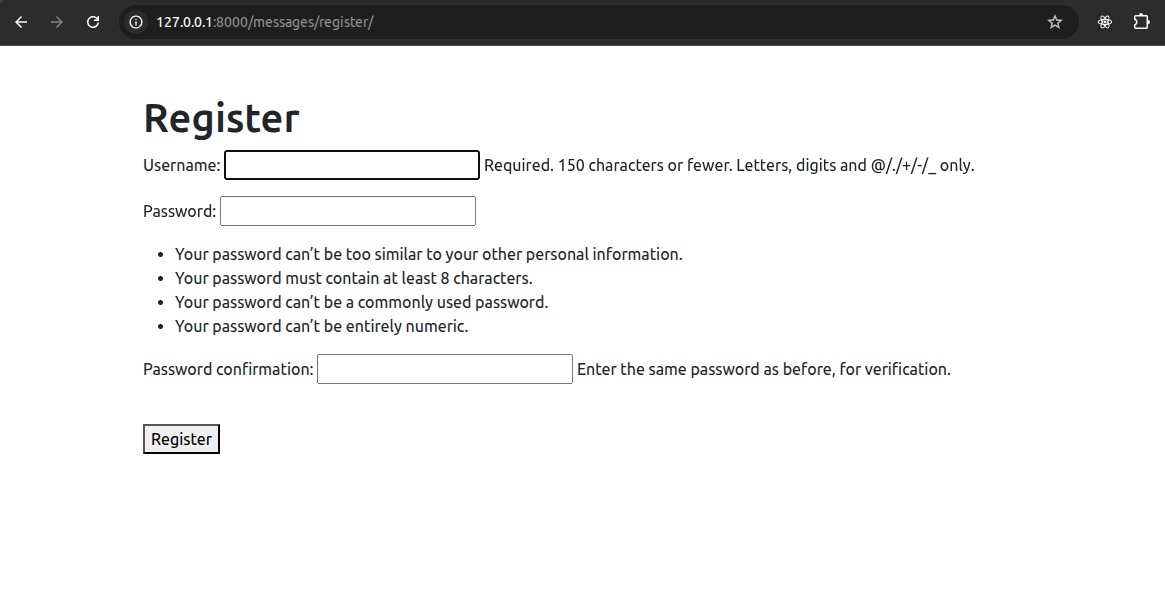 127.0.0.1:8000/messages/register/
Register
Username: Required. 150 characters or fewer. Letters, digits and @/./+/-/_ only.
Password:
• Your password can’t be too similar to your other personal information.
• Your password must contain at least 8 characters.
• Your password can’t be a commonly used password.
• Your password can’t be entirely numeric.
Password confirmation: Enter the same password as before, for verification.
Register